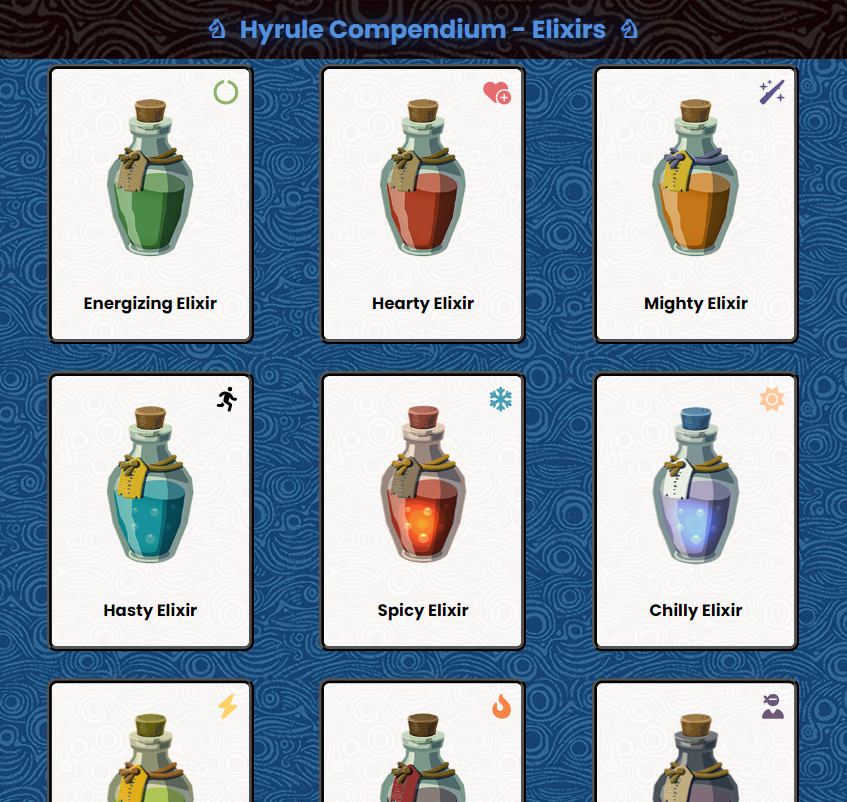 Hyrule Compendium - Elixirs
Energizing Elixir
Hearty Elixir
Mighty Elixir
Hasty Elixir
Spicy Elixir
Chilly Elixir